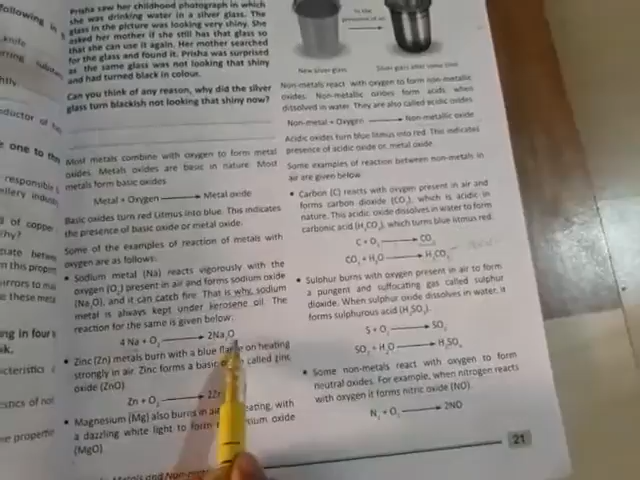 Prisha saw her childhood photograph in which
she was drinking water in a silver glass. The
glass in the picture was looking very shiny. She
asked her mother if she still has that glass so
that she can use it again. Her mother searched
for the glass and found it. Prisha was surprised
as the same glass was not looking that shiny
and had turned black in colour.
Can you think of any reason, why did the silver
glass turn blackish not looking that shiny now?
Most metals combine with oxygen to form metal
oxides. Metals oxides are basic in nature. Most
metals form basic oxides
Metal + Oxygen → Metal oxide
Basic oxides turn red Litmus into blue. This indicates
the presence of basic oxide or metal oxide.
Some of the examples of reaction of metals with
oxygen are as follows:
• Sodium metal (Na) reacts vigorously with the
oxygen (O₂) present in air and forms sodium oxide
(Na₂O), and it can catch fire. That is why, sodium
metal is always kept under kerosene oil. The
reaction for the same is given below:
4 Na + O₂ → 2Na₂O
• Zinc (Zn) metals burn with a blue on heating
strongly in air. Zinc forms a basic called zinc
oxide (ZnO)
Zn + O₂ →
• Magnesium (Mg) also burns in heating, with
a dazzling white light to form oxide
(MgO)
New silver glass
Silver glass after some time
Non-metals react with oxygen to form non-metallic
oxides. Non-metallic oxides form acids when
dissolved in water. They are also called acidic oxides
Non-metal + Oxygen → Non-metallic oxide
Acidic oxides turn blue litmus into red. This indicates
presence of acidic oxide or metal oxide.
Some examples of reaction between non-metals in
air are given below.
• Carbon (C) reacts with oxygen present in air and
forms carbon dioxide (CO₂), which is acidic in
nature. This acidic oxide dissolves in water to form
carbonic acid (H₂CO₃), which turns blue litmus red.
C + O₂ → CO₂
CO₂ + H₂O → H₂CO₃
• Sulphur burns with oxygen present in air to form
a pungent and suffocating gas called sulphur
dioxide. When sulphur oxide dissolves in water, it
forms sulphurous acid (H₂SO₃).
S + O₂ → SO₂
SO₂ + H₂O → H₂SO₃
• Some non-metals react with oxygen to form
neutral oxides. For example, when nitrogen reacts
with oxygen it forms nitric oxide (NO).
N₂ + O₂ → 2NO
21